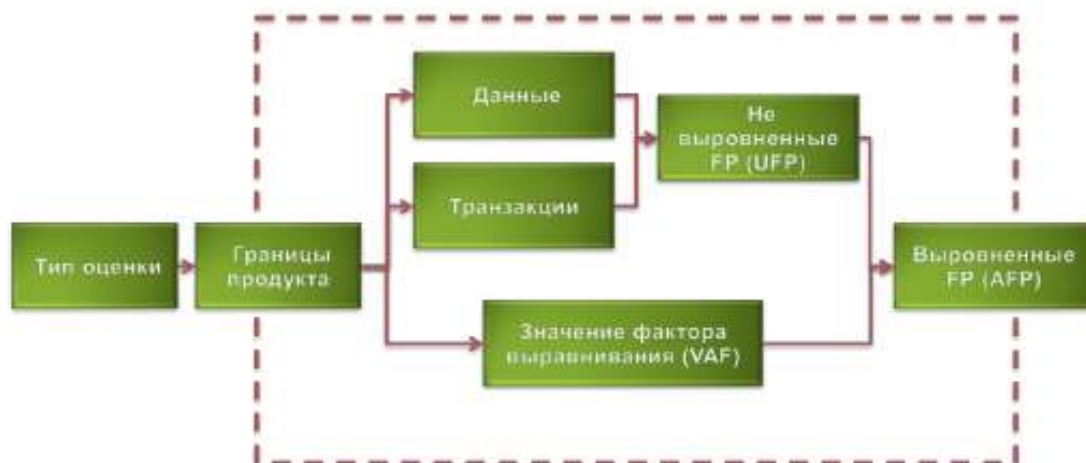 Данные
Не
выровненные
FP (UFP)
Транзакции
Тип оценки
Границы
продукта
Выровненные
FP (AFP)
Значение фактора
выравнивания (VAF)